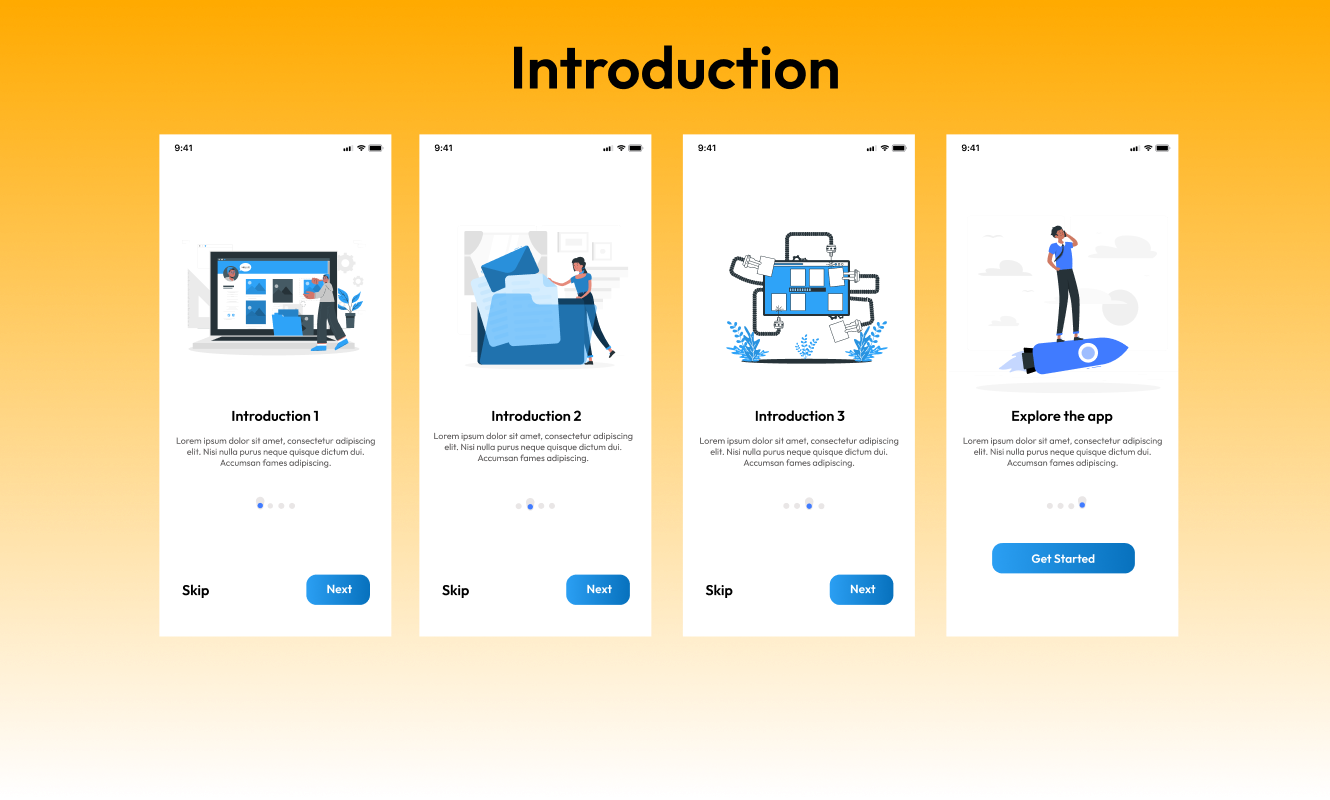 Introduction
9:41
Introduction 1
Lorem ipsum dolor sit amet, consectetur adipiscing
elit. Nisi nulla purus neque quisque dictum dui.
Accumsan fames adipiscing.
Skip
Next
9:41
Introduction 2
Lorem ipsum dolor sit amet, consectetur adipiscing
elit. Nisi nulla purus neque quisque dictum dui.
Accumsan fames adipiscing.
Skip
Next
9:41
Introduction 3
Lorem ipsum dolor sit amet, consectetur adipiscing
elit. Nisi nulla purus neque quisque dictum dui.
Accumsan fames adipiscing.
Skip
Next
9:41
Explore the app
Lorem ipsum dolor sit amet, consectetur adipiscing
elit. Nisi nulla purus neque quisque dictum dui.
Accumsan fames adipiscing.
Get Started